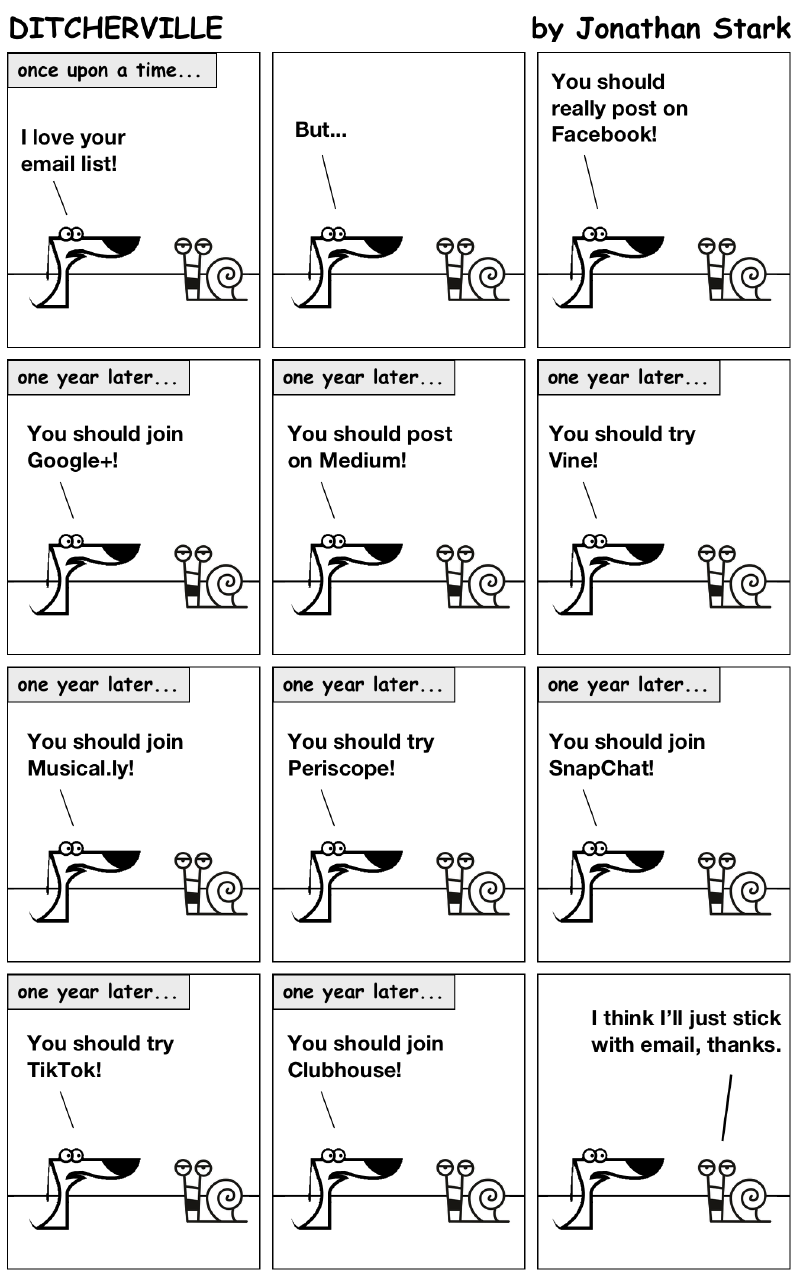 DITCHERVILLE
by Jonathan Stark
once upon a time...
I love your
email list!
But...
You should
really post on
Facebook!
one year later...
You should join
Google+!
one year later...
You should post
on Medium!
one year later...
You should try
Vine!
one year later...
You should join
Musical.ly!
one year later...
You should try
Periscope!
one year later...
You should join
SnapChat!
one year later...
You should try
TikTok!
one year later...
You should join
Clubhouse!
I think I'll just stick
with email, thanks.